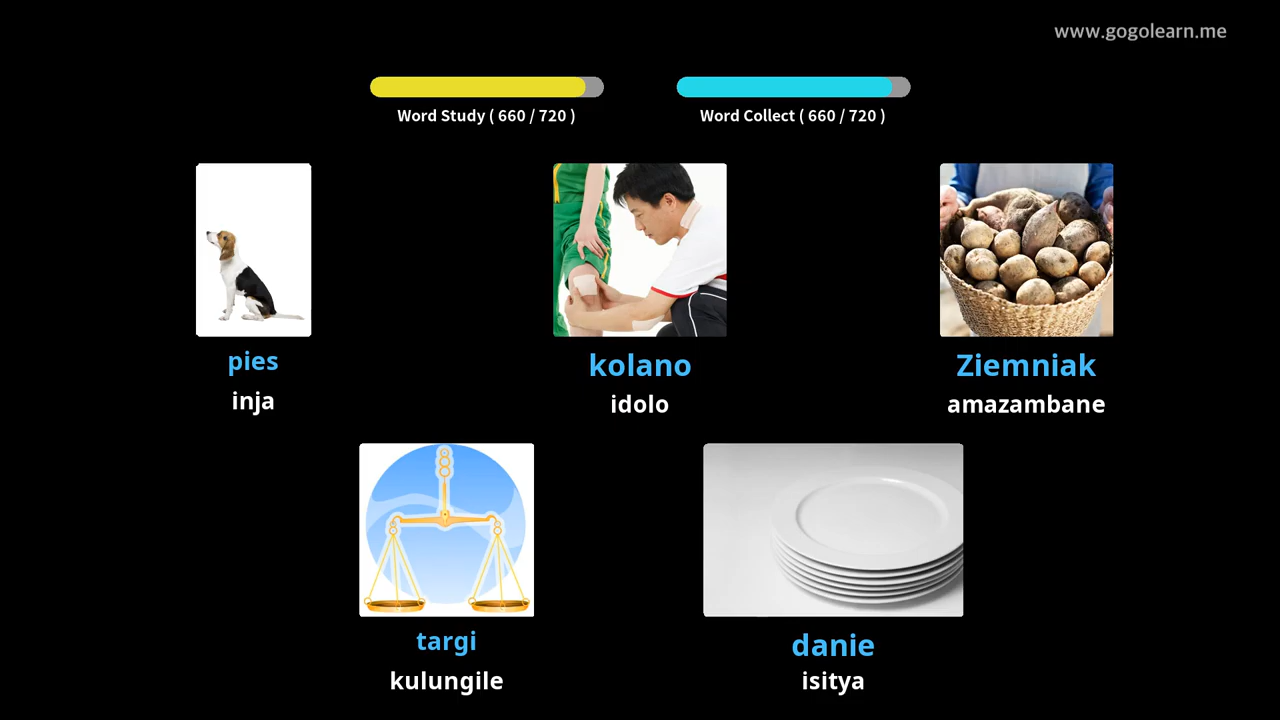 www.gogolearn.me
Word Study ( 660 / 720 )
Word Collect ( 660 / 720 )
pies
inja
kolano
idolo
Ziemniak
amazambane
targi
kulungile
danie
isitya